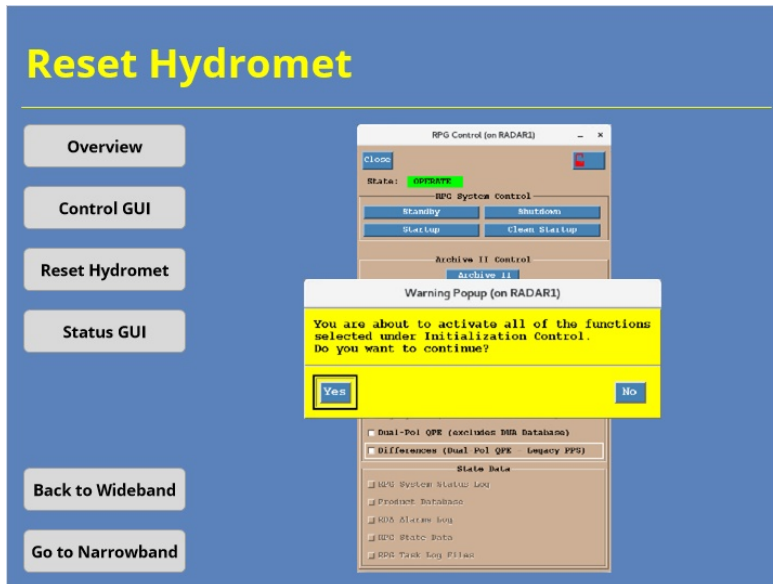 Reset Hydromet
Overview
Control GUI
Reset Hydromet
Status GUI
Back to Wideband
Go to Narrowband
RPG Control (on RADAR1)
Close
State: OPERATE
RPG System Control
Standby Shutdown
Startup Clean Startup
Archive II Control
Archive II
Warning Popup (on RADAR1)
You are about to activate all of the functions
selected under Initialization Control.
Do you want to continue?
Yes No
Dual-Pol QPE (excludes DUA Database)
Differences (Dual Pol QPE - Legacy PPS)
State Data
RPG System Status Log
Product Database
RDA Alarms Log
RPG State Data
RPG Task Log Files